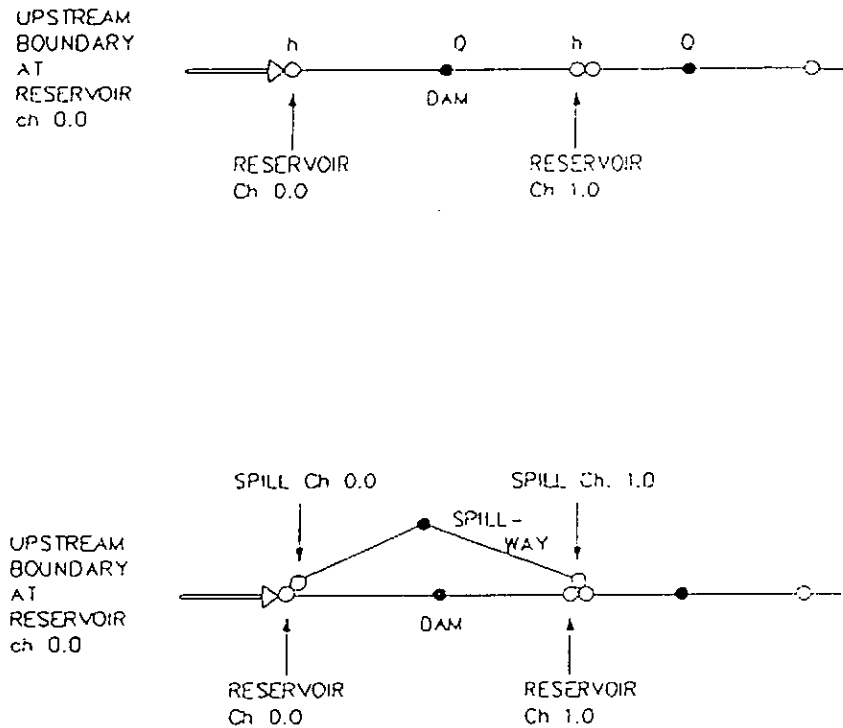 UPSTREAM
BOUNDARY
AT
RESERVOIR
ch 0.0
h Q h Q
DAM
RESERVOIR
Ch 0.0
RESERVOIR
Ch 1.0
SPILL Ch 0.0
SPILL Ch. 1.0
SPILL-
WAY
UPSTREAM
BOUNDARY
AT
RESERVOIR
ch 0.0
DAM
RESERVOIR
Ch 0.0
RESERVOIR
Ch 1.0